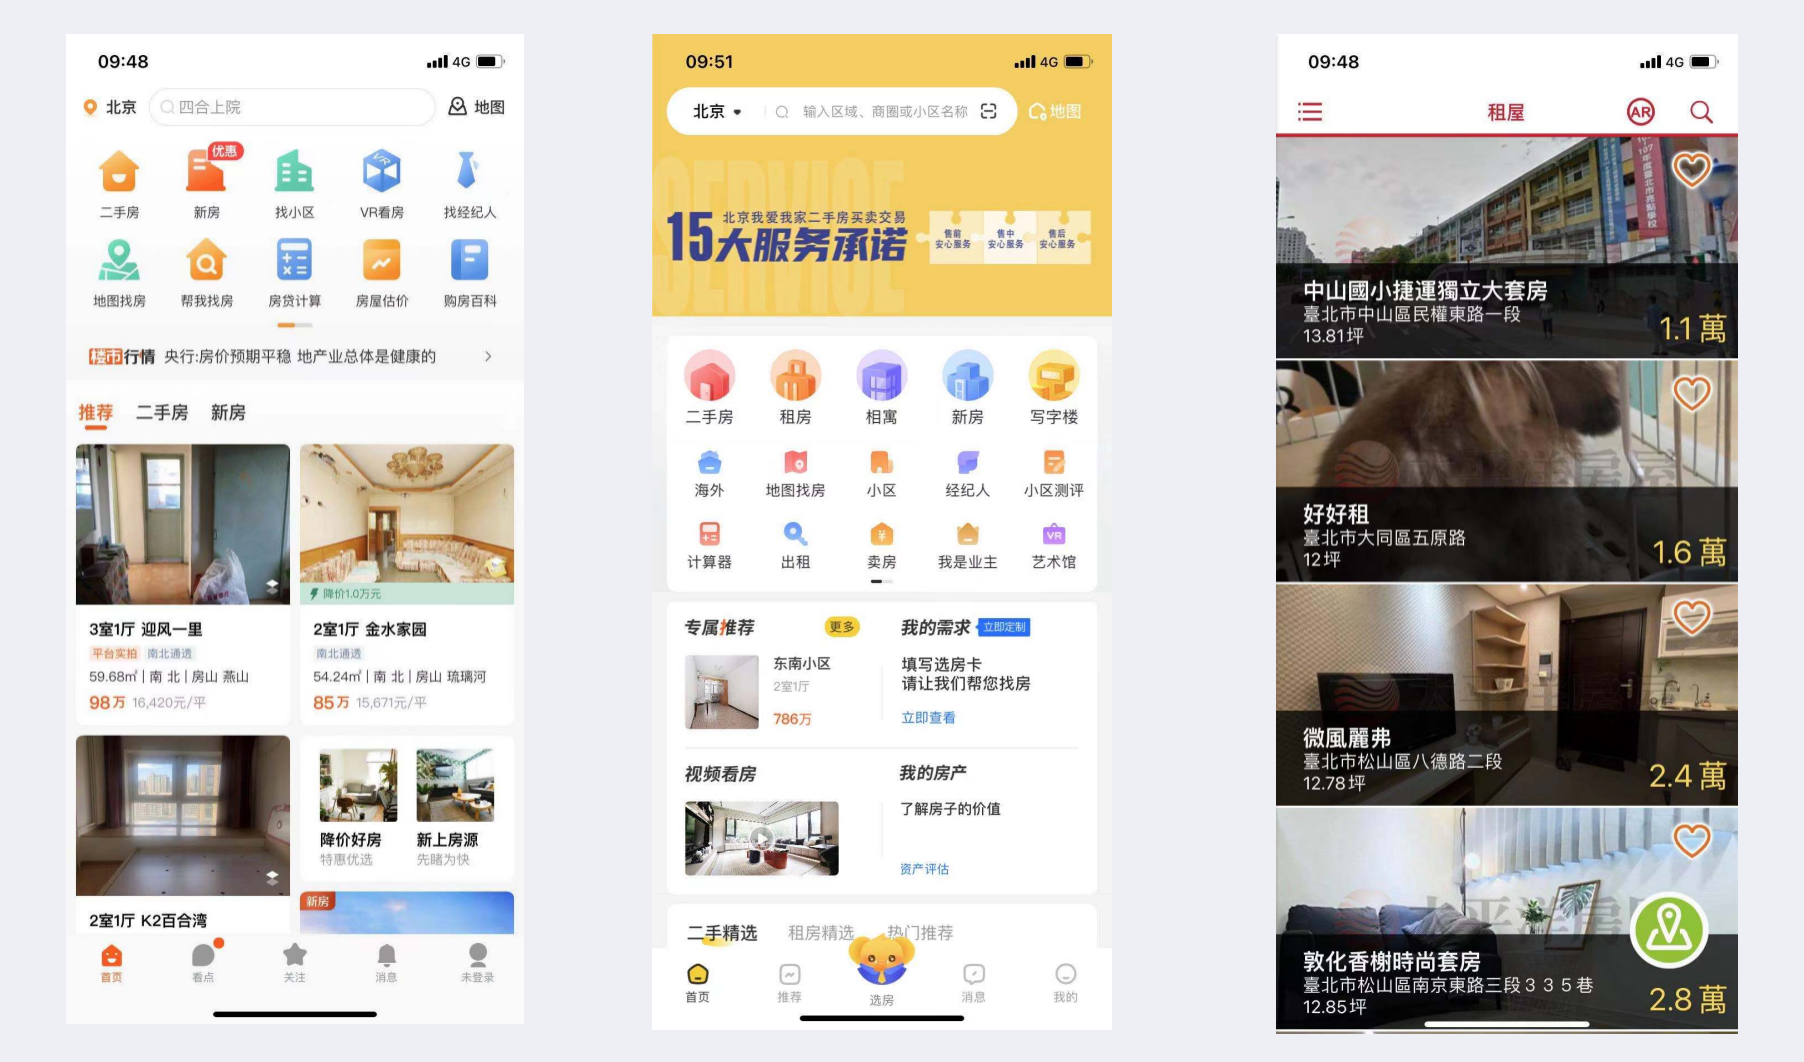 09:48
4G
北京
四合上院
地图
优惠
二手房
新房
找小区
VR看房
找经纪人
地图找房
帮我找房
房贷计算
房屋估价
购房百科
楼市行情 央行:房价预期平稳 地产业总体是健康的
推荐
二手房
新房
降价1.0万元
3室1厅 迎风一里
平台实拍 南北通透
59.68㎡ | 南 北 | 房山 燕山
98万 16,420元/平
2室1厅 金水家园
南北通透
54.24㎡ | 南 北 | 房山 琉璃河
85万 15,671元/平
降价好房
特惠优选
新上房源
先睹为快
2室1厅 K2百合湾
新房
首页
看点
关注
消息
未登录
09:51
4G
北京
输入区域、商圈或小区名称
地图
SERVICE
北京我爱我家二手房买卖交易
15大服务承诺
售前
安心服务
售中
安心服务
售后
安心服务
二手房
租房
相寓
新房
写字楼
海外
地图找房
小区
经纪人
小区测评
计算器
出租
卖房
我是业主
VR
艺术馆
专属推荐
更多
东南小区
2室1厅
786万
我的需求
立即定制
填写选房卡
请让我们帮您找房
立即查看
视频看房
我的房产
了解房子的价值
资产评估
二手精选
租房精选
热门推荐
首页
推荐
选房
消息
我的
09:48
4G
租屋
AR
中山國小捷運獨立大套房
臺北市中山區民權東路一段
13.81坪
1.1 萬
好好租
臺北市大同區五原路
12坪
1.6 萬
微風麗弗
臺北市松山區八德路二段
12.78坪
2.4 萬
敦化香榭時尚套房
臺北市松山區南京東路三段３３５巷
12.85坪
2.8 萬